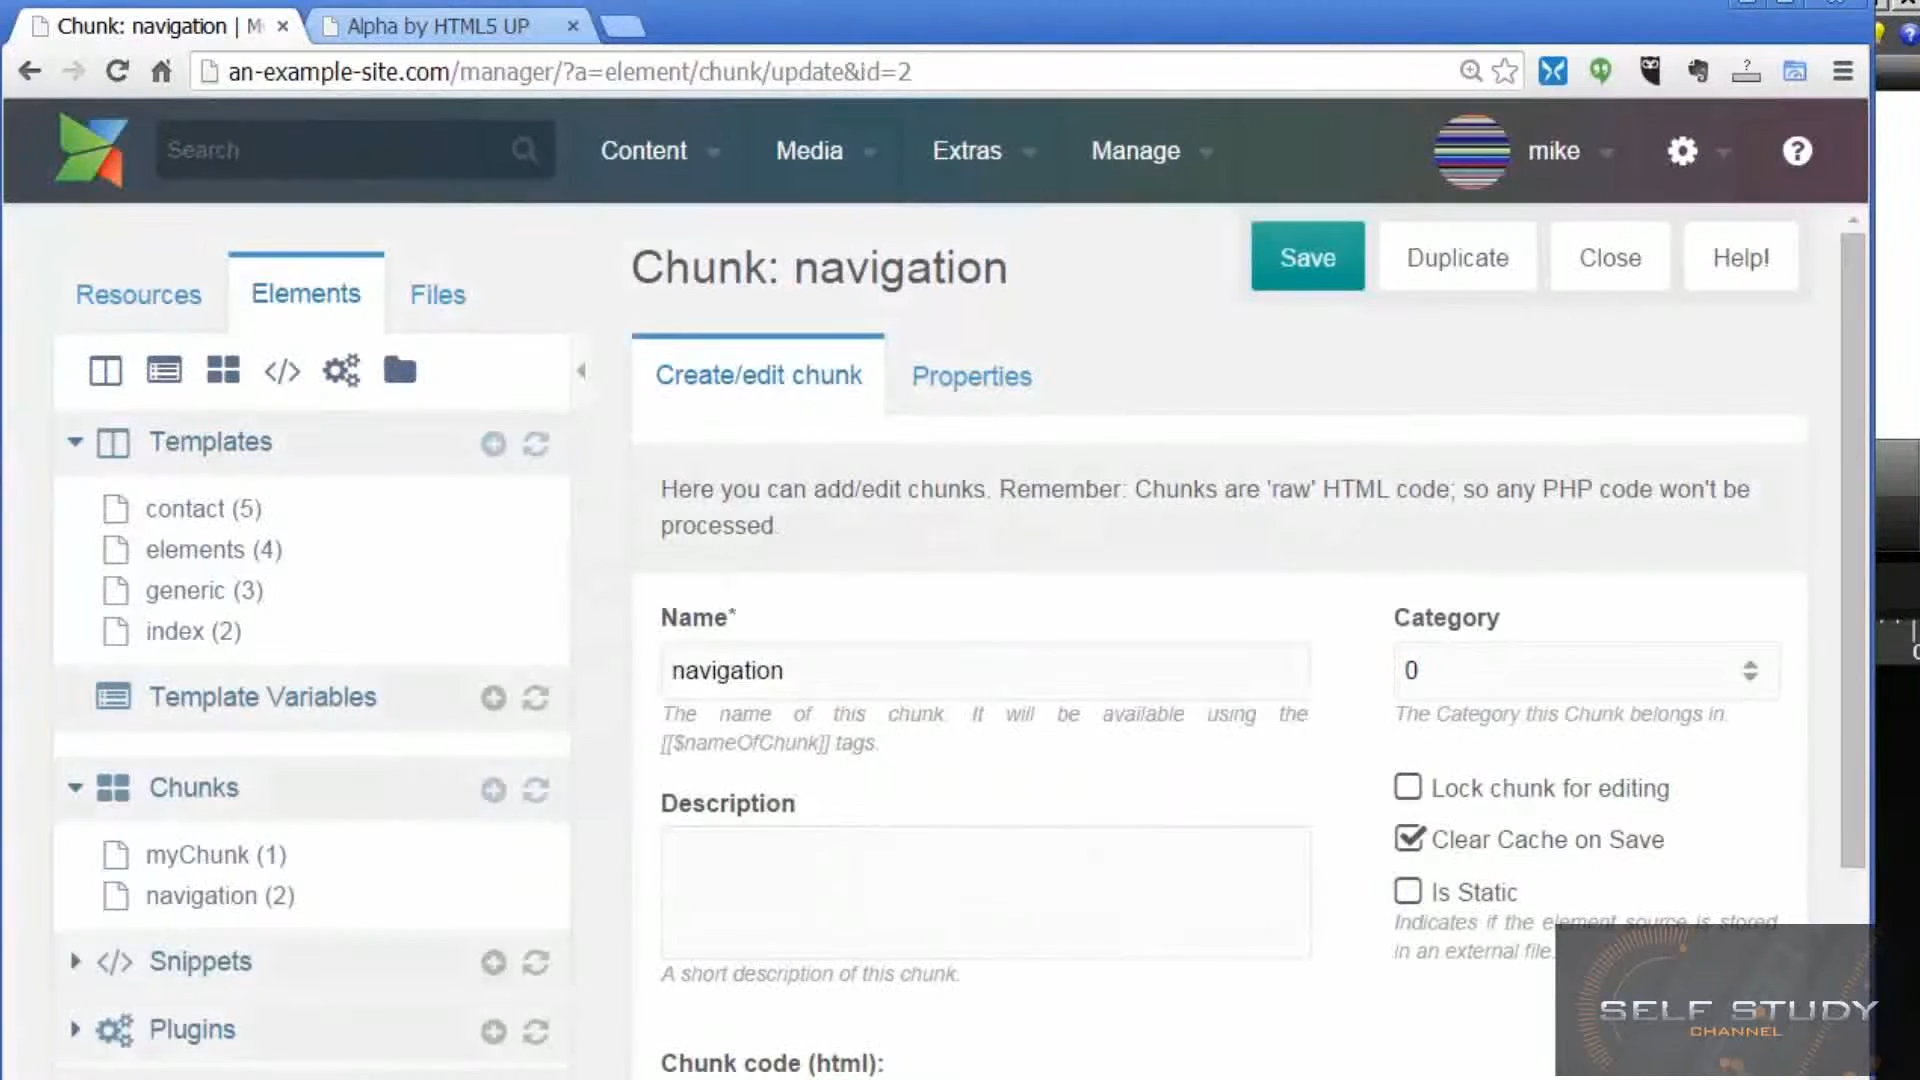 Chunk: navigation | M
Alpha by HTML5 UP
an-example-site.com/manager/?a=element/chunk/update&id=2
Search
Content
Media
Extras
Manage
mike
Resources
Elements
Files
Chunk: navigation
Save
Duplicate
Close
Help!
Create/edit chunk
Properties
Templates
contact (5)
elements (4)
generic (3)
index (2)
Template Variables
Chunks
myChunk (1)
navigation (2)
Snippets
Plugins
Here you can add/edit chunks. Remember: Chunks are 'raw' HTML code; so any PHP code won't be
processed.
Name*
navigation
The name of this chunk. It will be available using the
[[$nameOfChunk]] tags.
Description
A short description of this chunk.
Chunk code (html):
Category
0
The Category this Chunk belongs in.
Lock chunk for editing
Clear Cache on Save
Is Static
Indicates if the element source is stored
in an external file.
SELF STUDY
CHANNEL